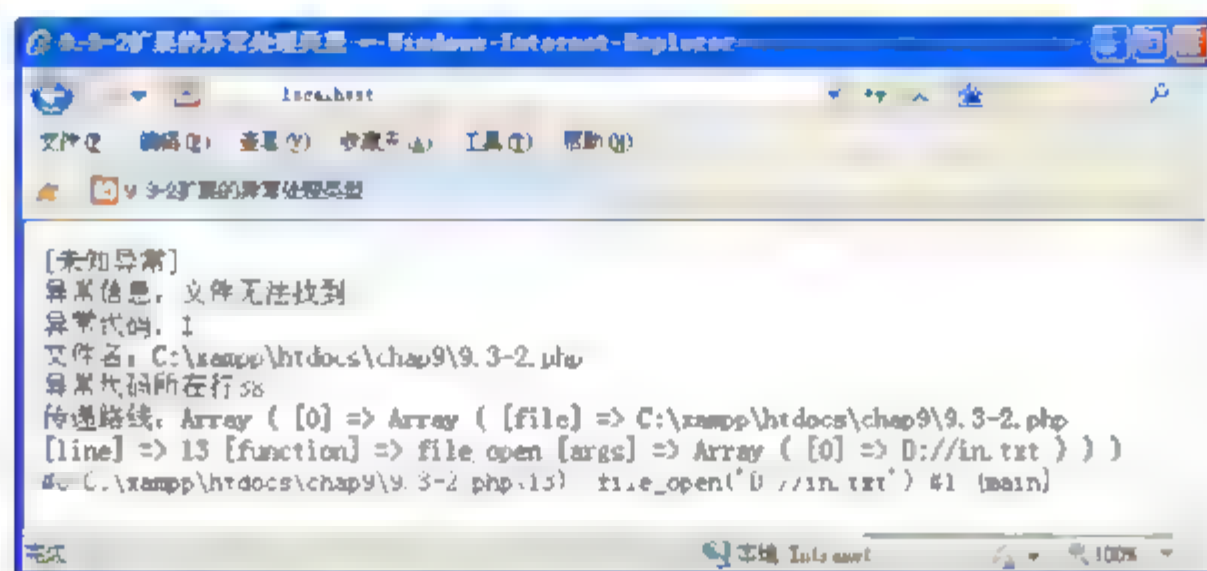 9.3-2扩展的异常处理类型 - Windows Internet Explorer
localhost
文件(F) 编辑(E) 查看(V) 收藏夹(A) 工具(T) 帮助(H)
9.3-2扩展的异常处理类型
[未知异常]
异常信息: 文件无法找到
异常代码: 1
文件名: C:\xampp\htdocs\chap9\9.3-2.php
异常代码所在行38
传递路线: Array ( [0] => Array ( [file] => C:\xampp\htdocs\chap9\9.3-2.php
[line] => 13 [function] => file_open [args] => Array ( [0] => D://in.txt ) ) )
#0 C:\xampp\htdocs\chap9\9.3-2.php(13): file_open('D://in.txt') #1 {main}
完成 本地 Intranet 100%